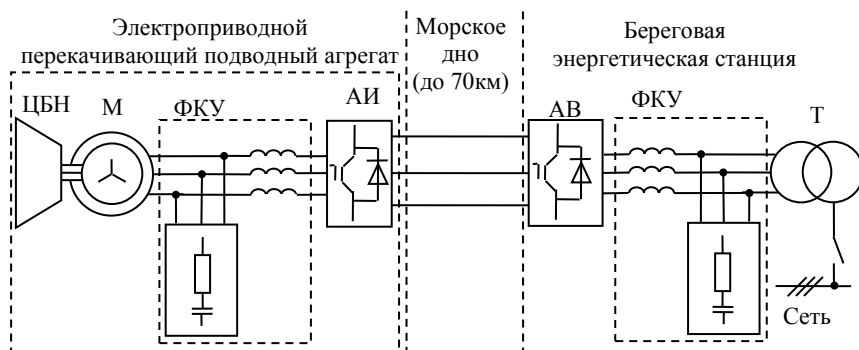 Электроприводной
перекачивающий подводный агрегат
Морское
дно
(до 70км)
Береговая
энергетическая станция
ЦБН
М
ФКУ
АИ
АВ
ФКУ
Т
Сеть